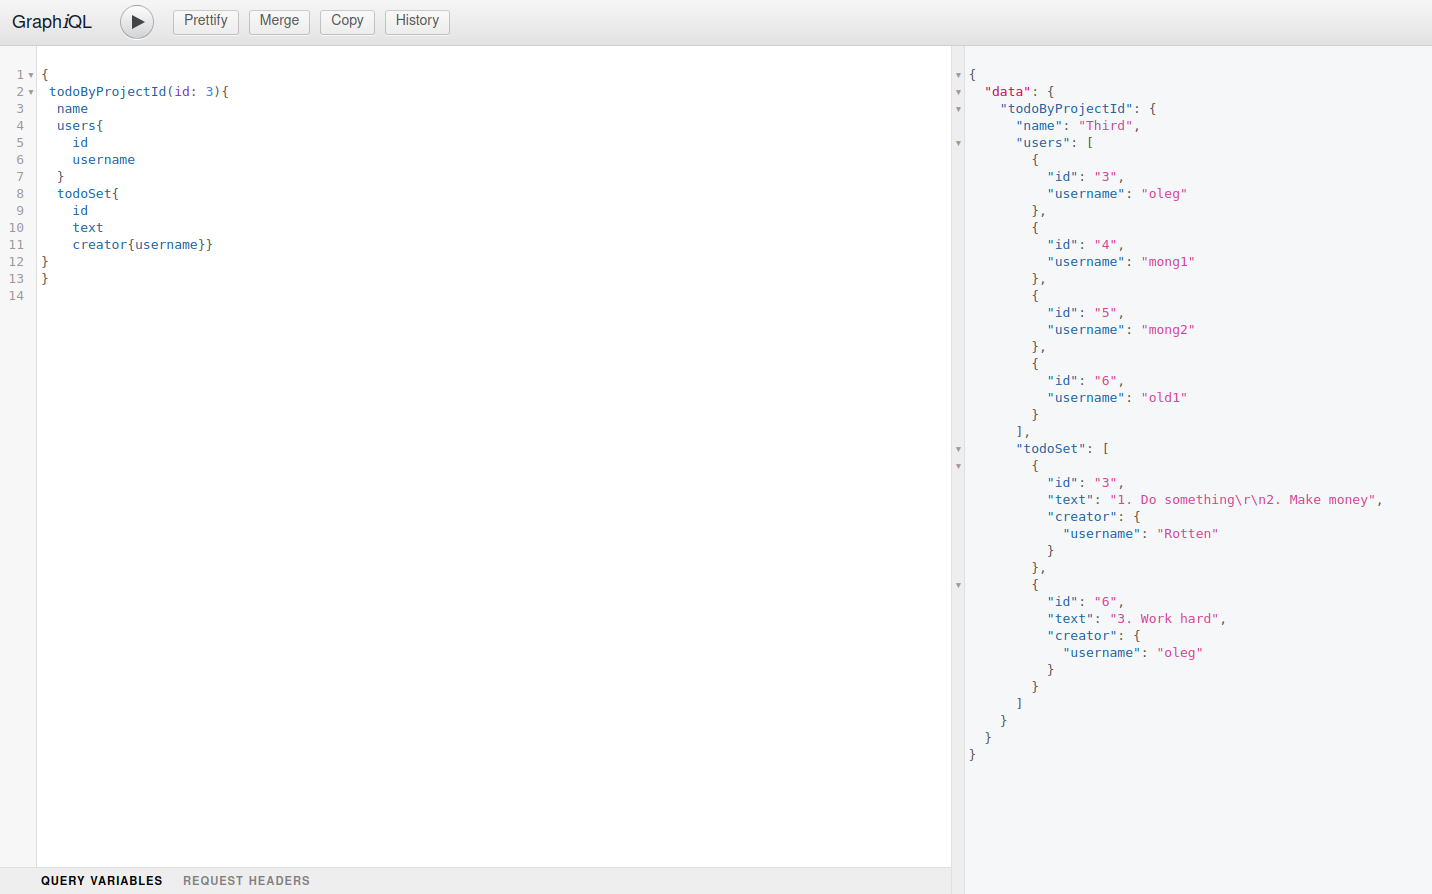 GraphiQL
Prettify Merge Copy History
1 {
2 todoByProjectId(id: 3){
3 name
4 users{
5 id
6 username
7 }
8 todoSet{
9 id
10 text
11 creator{username}}
12 }
13 }
14
{
"data": {
"todoByProjectId": {
"name": "Third",
"users": [
{
"id": "3",
"username": "oleg"
},
{
"id": "4",
"username": "mong1"
},
{
"id": "5",
"username": "mong2"
},
{
"id": "6",
"username": "old1"
}
],
"todoSet": [
{
"id": "3",
"text": "1. Do something\r\n2. Make money",
"creator": {
"username": "Rotten"
}
},
{
"id": "6",
"text": "3. Work hard",
"creator": {
"username": "oleg"
}
}
]
}
}
}
QUERY VARIABLES REQUEST HEADERS